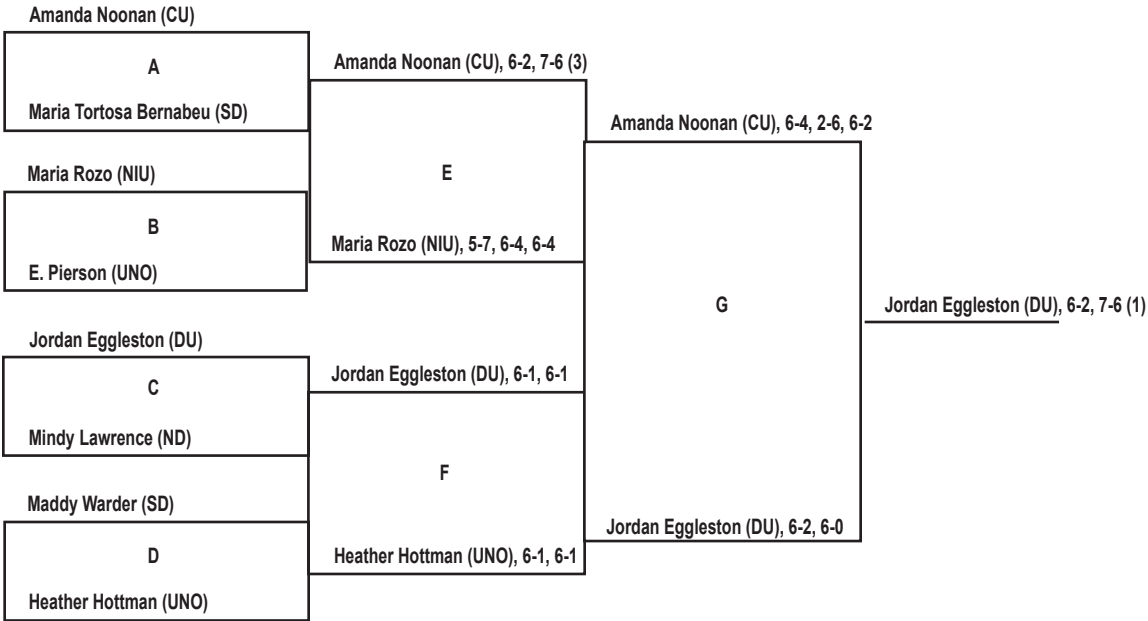 Amanda Noonan (CU)
A
Maria Tortosa Bernabeu (SD)
Maria Rozo (NIU)
B
E. Pierson (UNO)
Jordan Eggleston (DU)
C
Mindy Lawrence (ND)
Maddy Warder (SD)
D
Heather Hottman (UNO)
Amanda Noonan (CU), 6-2, 7-6 (3)
E
Maria Rozo (NIU), 5-7, 6-4, 6-4
Jordan Eggleston (DU), 6-1, 6-1
F
Heather Hottman (UNO), 6-1, 6-1
Amanda Noonan (CU), 6-4, 2-6, 6-2
G
Jordan Eggleston (DU), 6-2, 6-0
Jordan Eggleston (DU), 6-2, 7-6 (1)